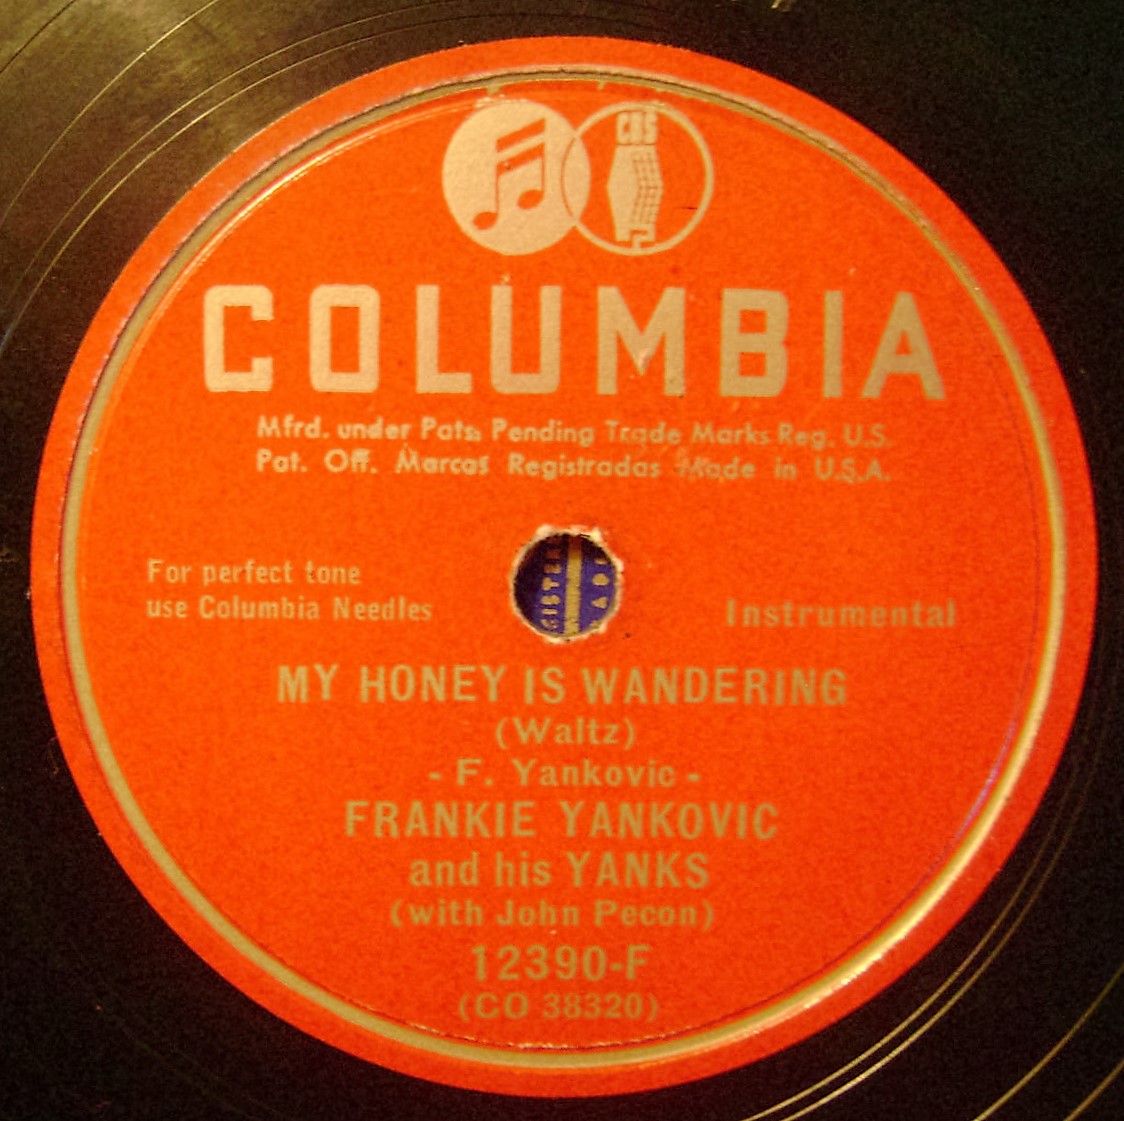 CBS
COLUMBIA
Mfrd. under Pats. Pending Trade Marks Reg. U.S.
Pat. Off. Marcas Registradas Made in U.S.A.
For perfect tone
use Columbia Needles
Instrumental
MY HONEY IS WANDERING
(Waltz)
- F. Yankovic -
FRANKIE YANKOVIC
and his YANKS
(with John Pecon)
12390-F
(CO 38320)